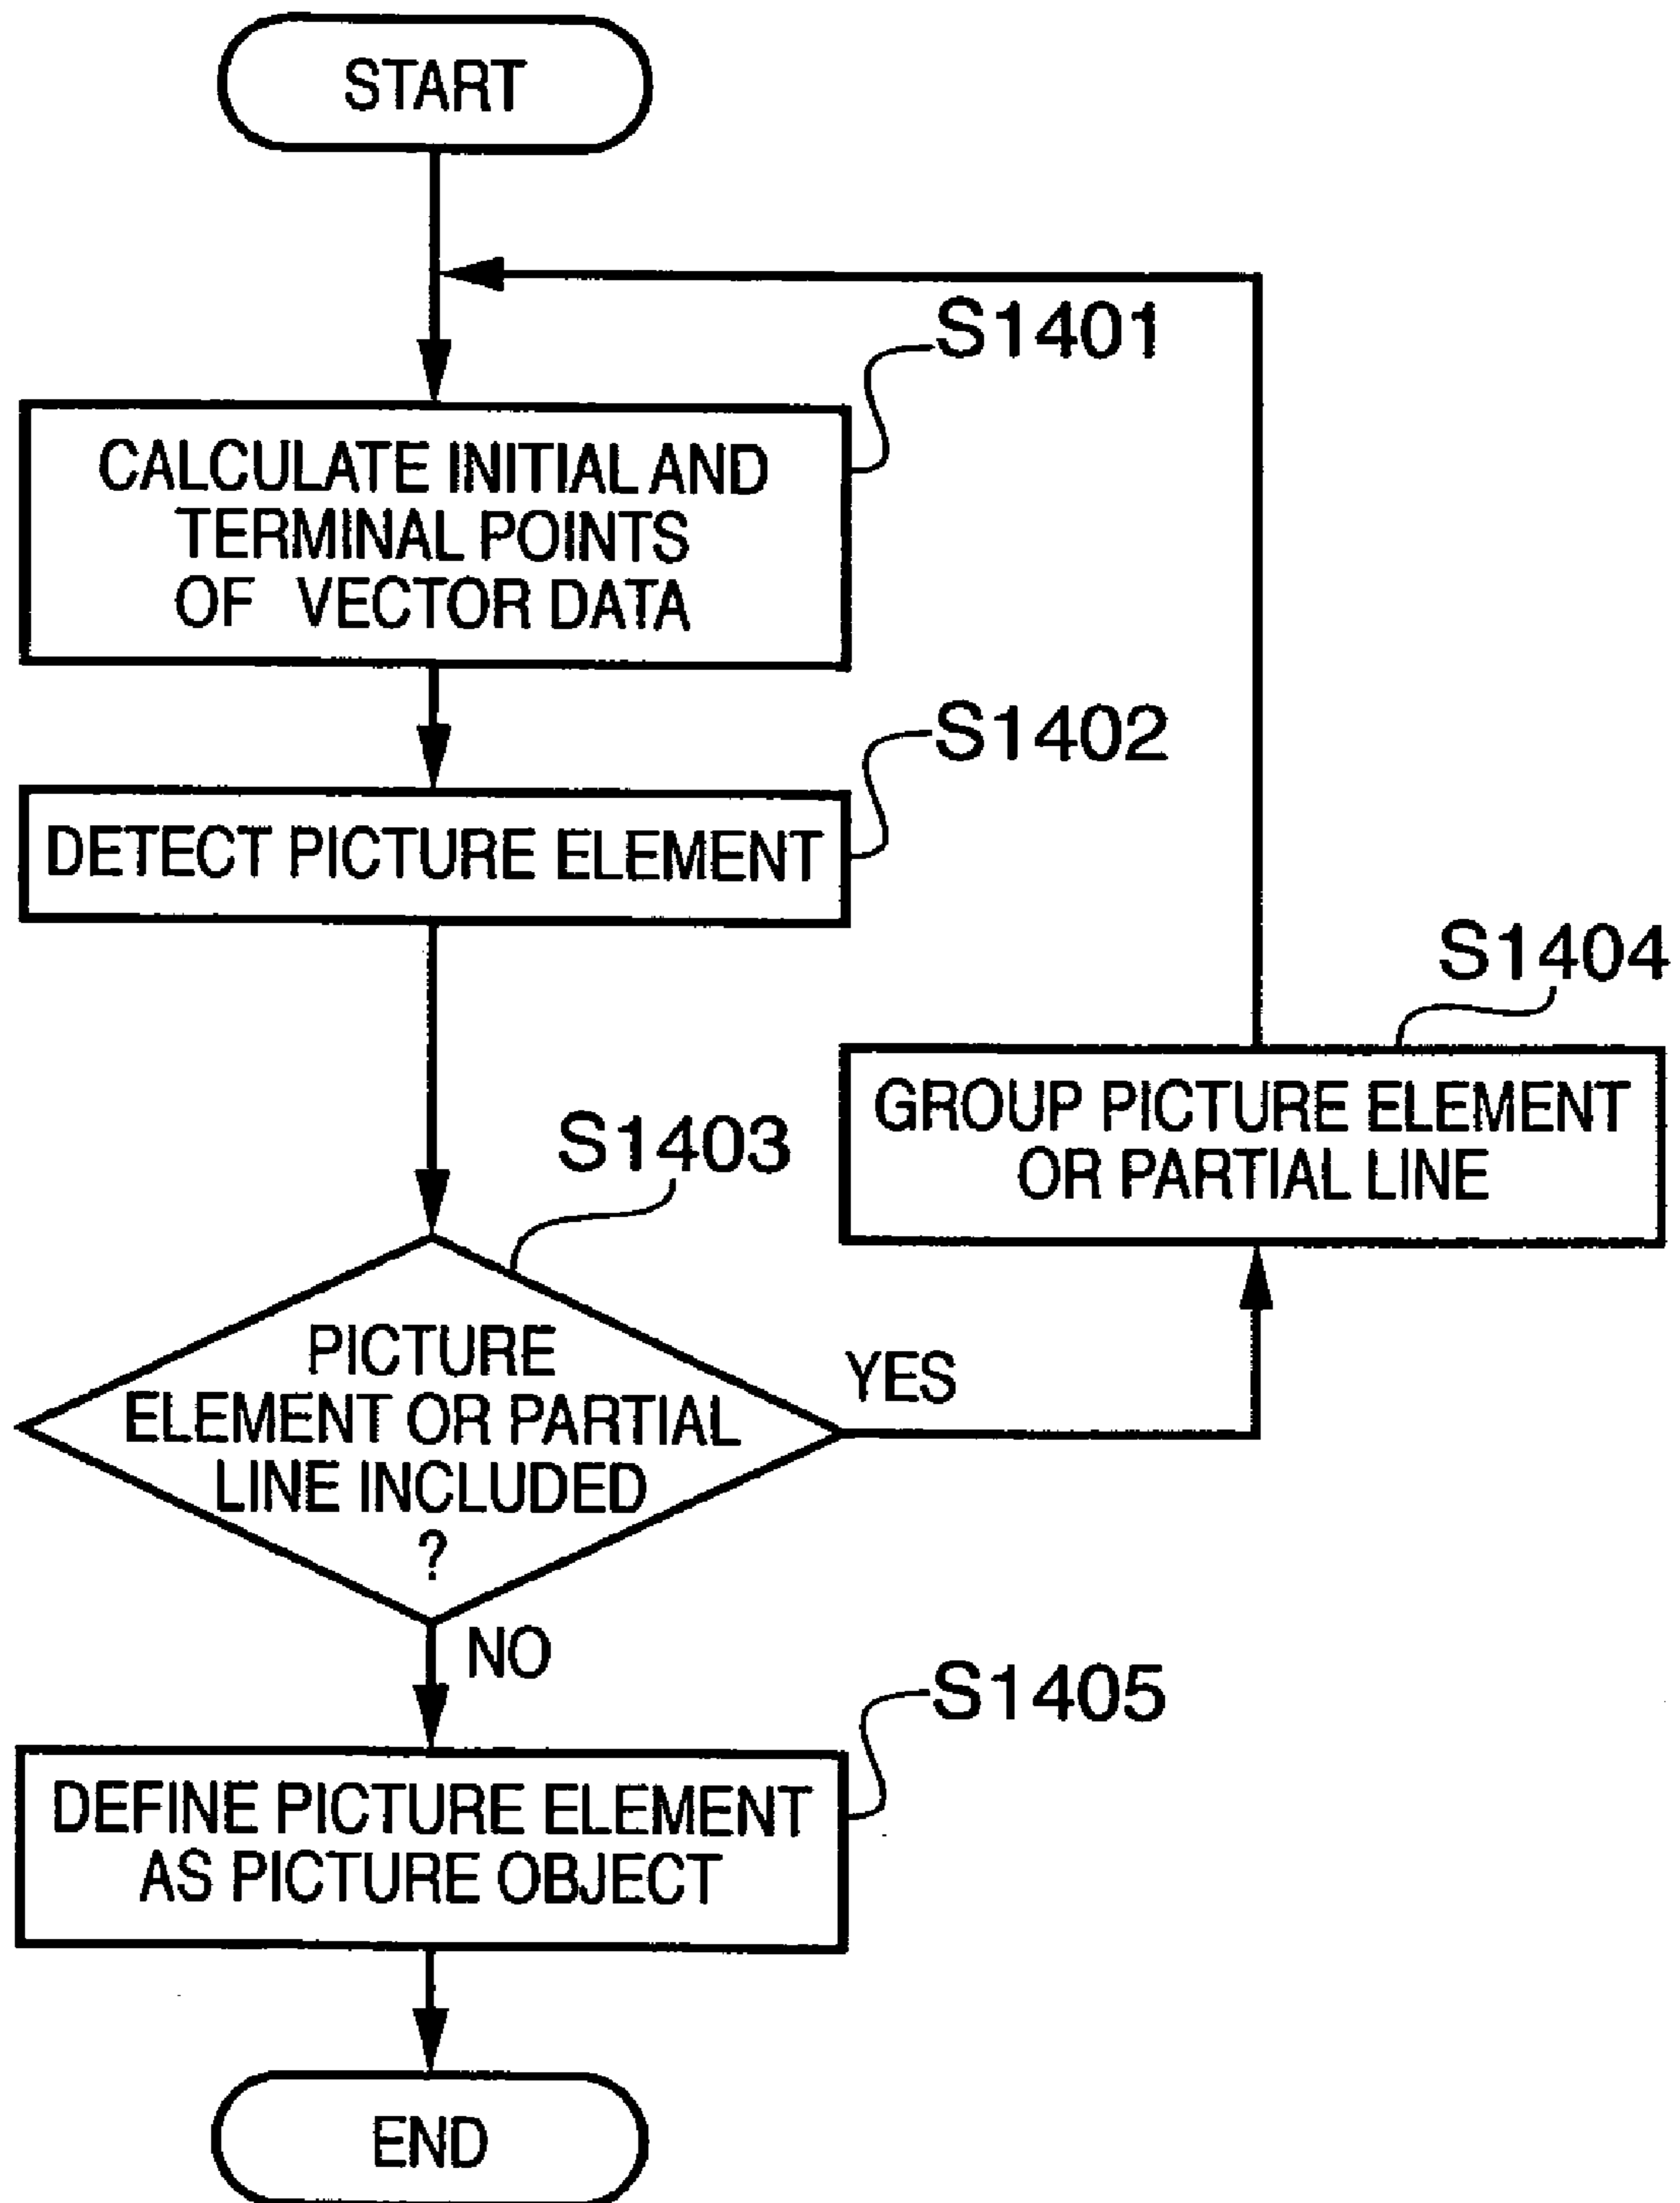 START
S1401
CALCULATE INITIAL AND
TERMINAL POINTS
OF VECTOR DATA
S1402
DETECT PICTURE ELEMENT
S1404
GROUP PICTURE ELEMENT
OR PARTIAL LINE
S1403
PICTURE
ELEMENT OR PARTIAL
LINE INCLUDED
?
YES
NO
S1405
DEFINE PICTURE ELEMENT
AS PICTURE OBJECT
END